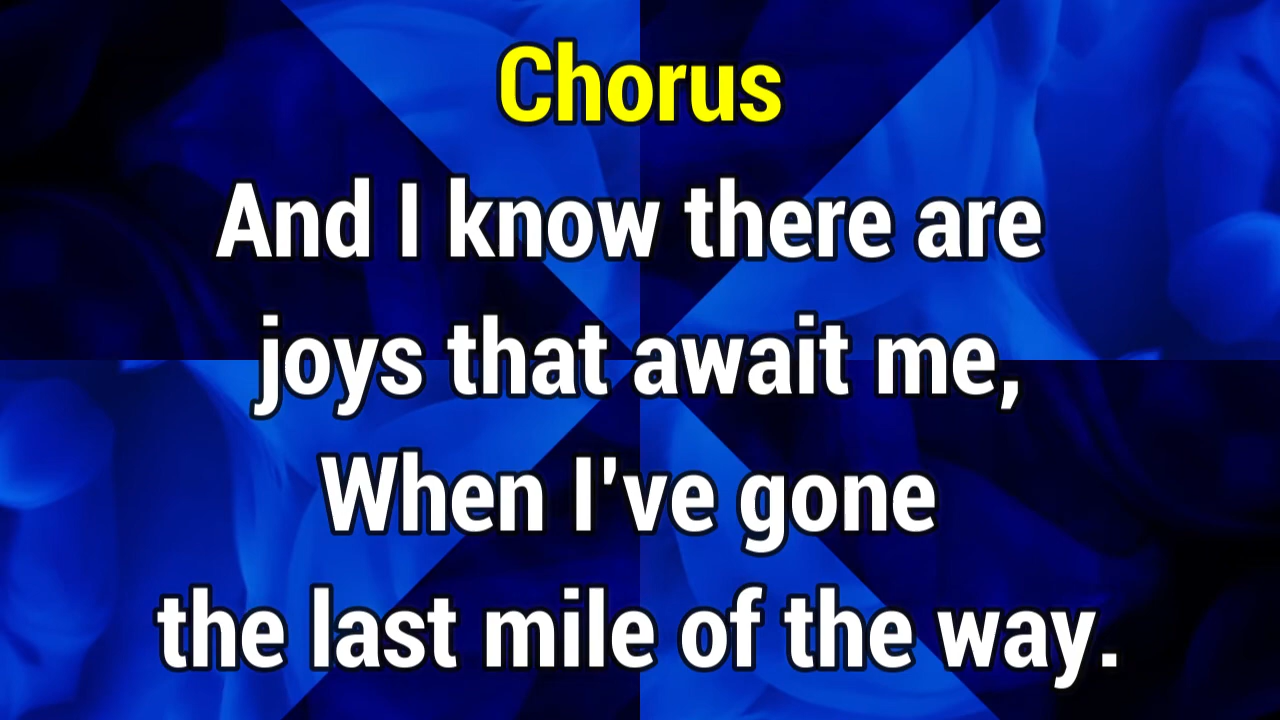 Chorus
And I know there are
joys that await me,
When I've gone
the last mile of the way.